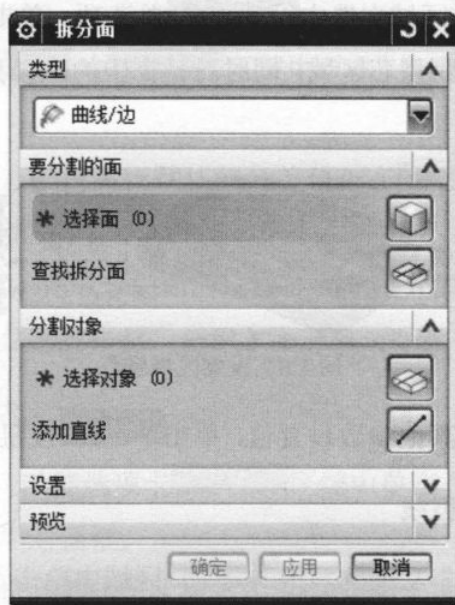 拆分面
类型
曲线/边
要分割的面
* 选择面 (0)
查找拆分面
分割对象
* 选择对象 (0)
添加直线
设置
预览
确定 应用 取消